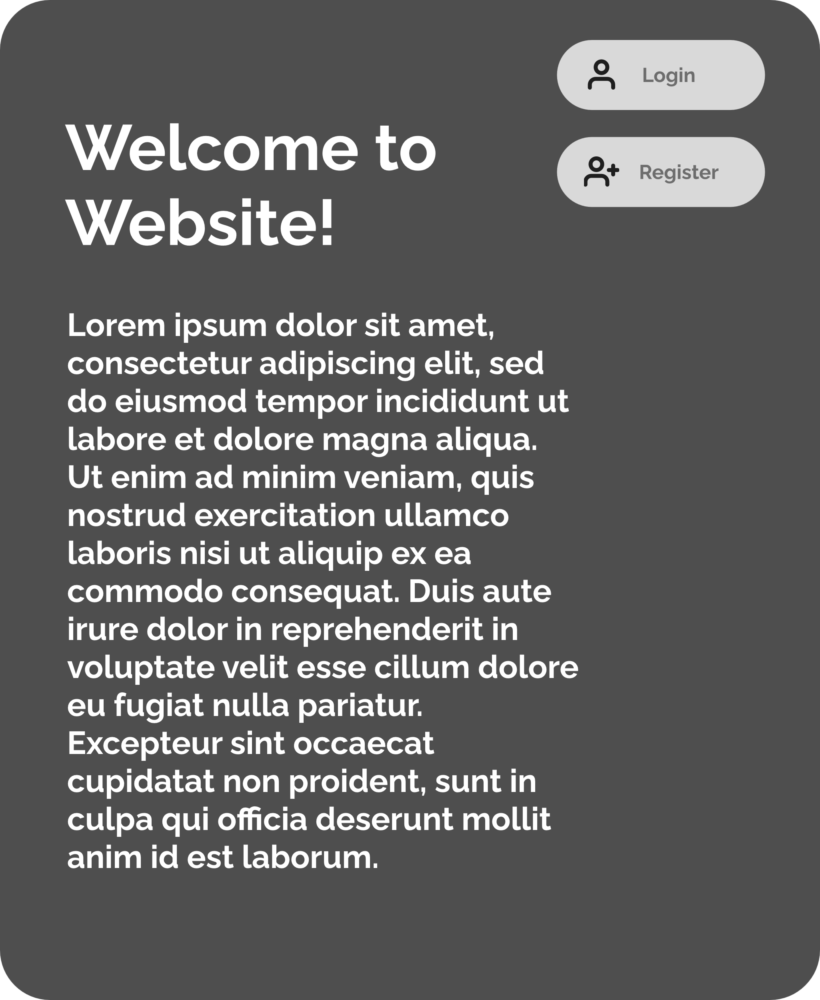 Login
Welcome to
Register
Website!
Lorem ipsum dolor sit amet,
consectetur adipiscing elit, sed
do eiusmod tempor incididunt ut
labore et dolore magna aliqua.
Ut enim ad minim veniam, quis
nostrud exercitation ullamco
laboris nisi ut aliquip ex ea
commodo consequat. Duis aute
irure dolor in reprehenderit in
voluptate velit esse cillum dolore
eu fugiat nulla pariatur.
Excepteur sint occaecat
cupidatat non proident, sunt in
culpa qui officia deserunt mollit
anim id est laborum.